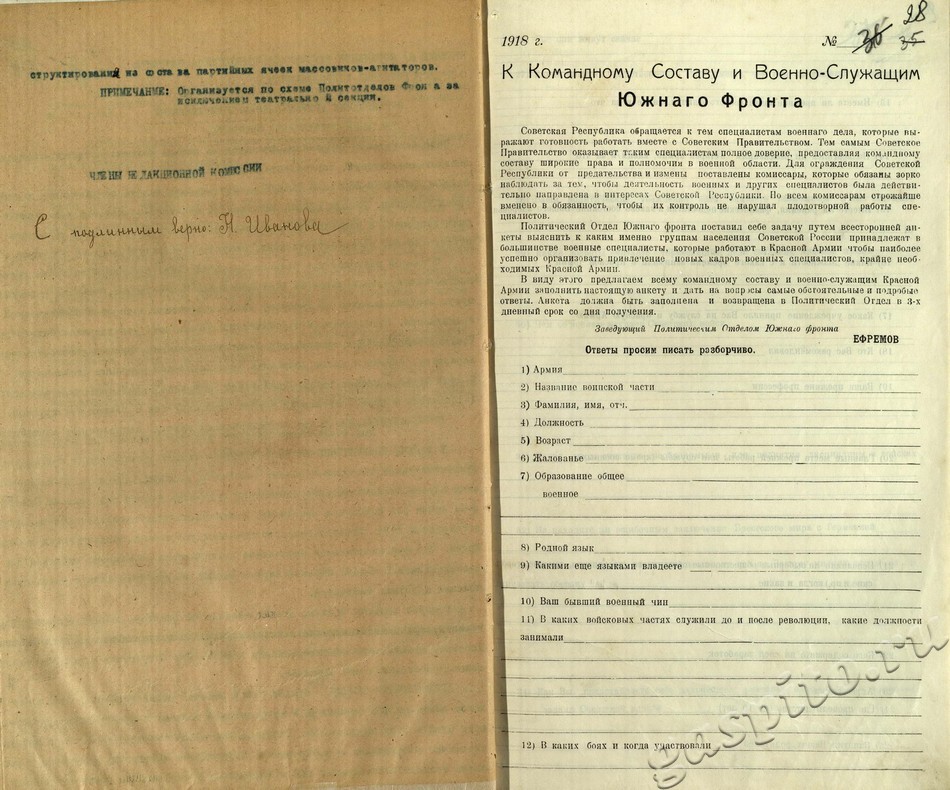 структирований из состава партийных ячеек массовиков-агитаторов.
ПРИМЕЧАНИЕ: Организуется по схеме Политотделов Фрон а за
исключением театрально й секции.
ЧЛЕНЫ РЕДАКЦИОННОЙ КОМИССИИ
С подлинним верно: Н. Иванова
28
1918 г. № 36 35
К Командному Составу и Военно-Служащим
Южнаго Фронта
Советская Республика обращается к тем специалистам военнаго дела, которые вы-
ражают готовность работать вместе с Советским Правительством. Тем самым Советское
Правительство оказывает таким специалистам полное доверие, предоставляя командному
составу широкие права и полномочия в военной области. Для ограждения Советской
Республики от предательства и измены поставлены комиссары, которые обязаны зорко
наблюдать за тем, чтобы деятельность военных и других специалистов была действи-
тельно направлена в интересах Советской Республики. Но всем комиссарам строжайше
вменено в обязанность, чтобы их контроль не нарушал плодотворной работы спе-
циалистов.
Политический Отдел Южнаго фронта поставил себе задачу путем всесторонней ан-
кеты выяснить к каким именно группам населения Советской России принадлежат в
большинстве военные специалисты, которые работают в Красной Армии чтобы наиболее
успешно организовать привлечение новых кадров военных специалистов, крайне необ-
ходимых Красной Армии.
В виду этого предлагаем всему командному составу и военно-служащим Красной
Армии заполнить настоящую анкету и дать на вопросы самые обстоятельные и подробые
ответы. Анкета должна быть заполнена и возвращена в Политический Отдел в 3-х
дневный срок со дня получения.
Заведующий Политическим Отделом Южнаго фронта
ЕФРЕМОВ
Ответы просим писать разборчиво.
1) Армия
2) Название воинской части
3) Фамилия, имя, отч.
4) Должность
5) Возраст
6) Жалованье
7) Образование общее
военное
8) Родной язык
9) Какими еще языками владеете
10) Ваш бывший военный чин
11) В каких войсковых частях служили до и после революции, какие должности
занимали
12) В каких боях и когда участвовали
gaspito.ru